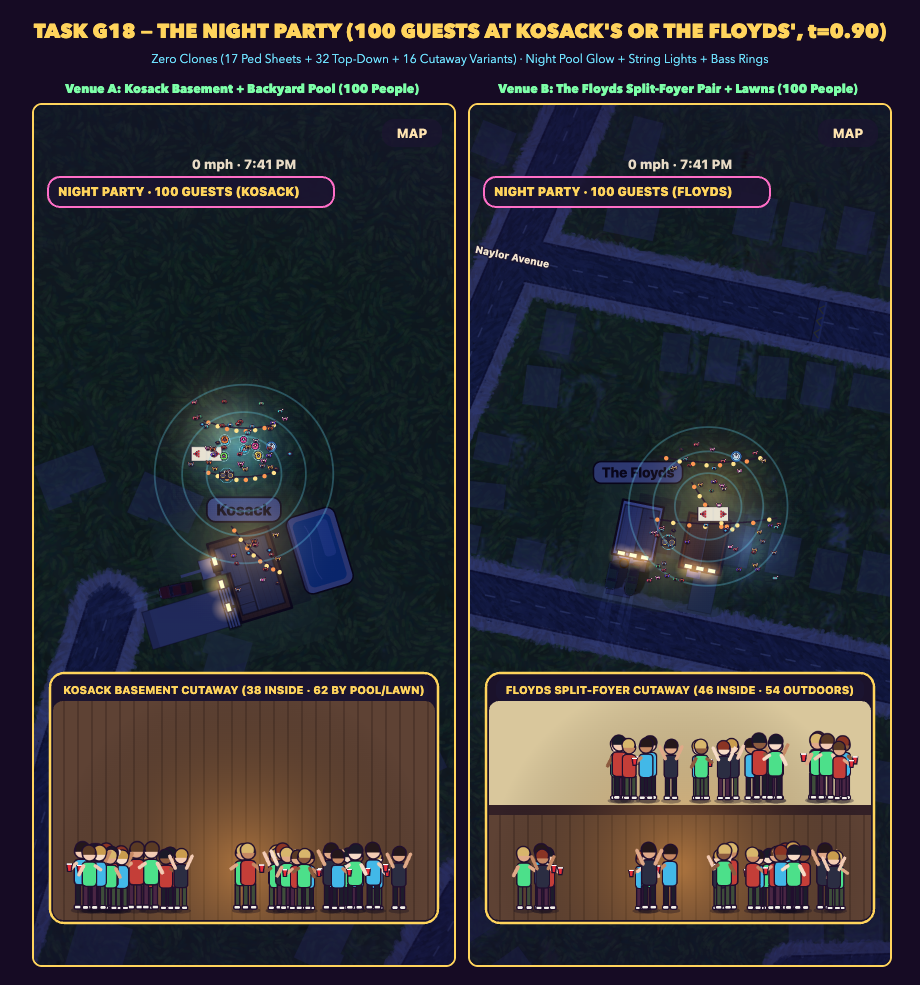 TASK G18 – THE NIGHT PARTY (100 GUESTS AT KOSACK'S OR THE FLOYDS', t=0.90)
Zero Clones (17 Ped Sheets + 32 Top-Down + 16 Cutaway Variants) · Night Pool Glow + String Lights + Bass Rings
Venue A: Kosack Basement + Backyard Pool (100 People)
MAP
0 mph · 7:41 PM
NIGHT PARTY · 100 GUESTS (KOSACK)
Kosack
KOSACK BASEMENT CUTAWAY (38 INSIDE · 62 BY POOL/LAWN)
Venue B: The Floyds Split-Foyer Pair + Lawns (100 People)
MAP
0 mph · 7:41 PM
NIGHT PARTY · 100 GUESTS (FLOYDS)
Naylor Avenue
The Floyds
FLOYDS SPLIT-FOYER CUTAWAY (46 INSIDE · 54 OUTDOORS)